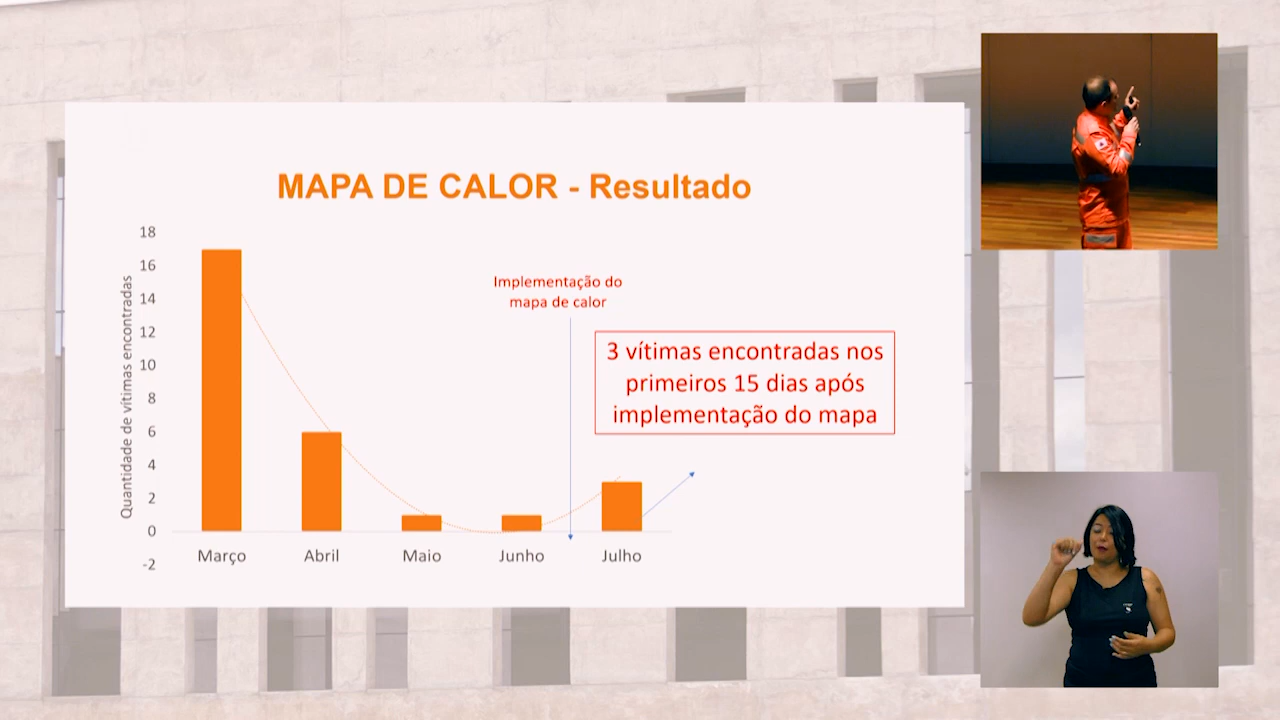 MAPA DE CALOR - Resultado
Quantidade de vítimas encontradas
18
16
14
12
10
8
6
4
2
0
-2
Março
Abril
Maio
Junho
Julho
Implementação do
mapa de calor
3 vítimas encontradas nos
primeiros 15 dias após
implementação do mapa